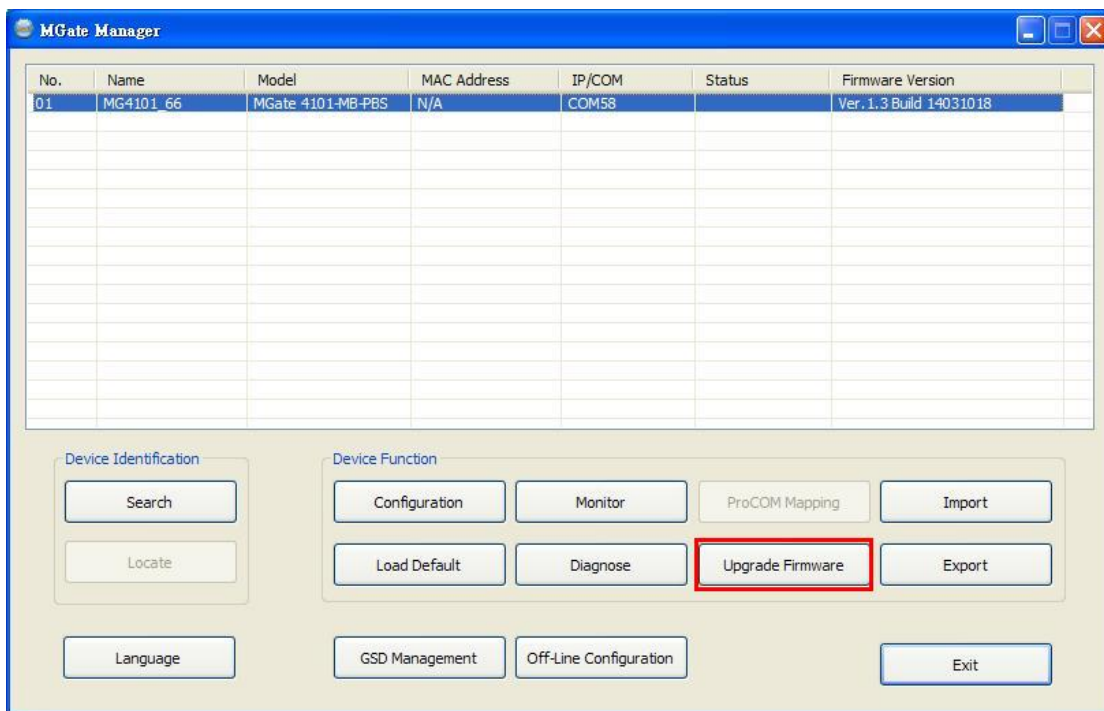 MGate Manager
No. Name Model MAC Address IP/COM Status Firmware Version
01 MG4101_66 MGate 4101-MB-PBS N/A COM58 Ver.1.3 Build 14031018
Device Identification Device Function
Search Configuration Monitor ProCOM Mapping Import
Locate Load Default Diagnose Upgrade Firmware Export
Language GSD Management Off-Line Configuration Exit